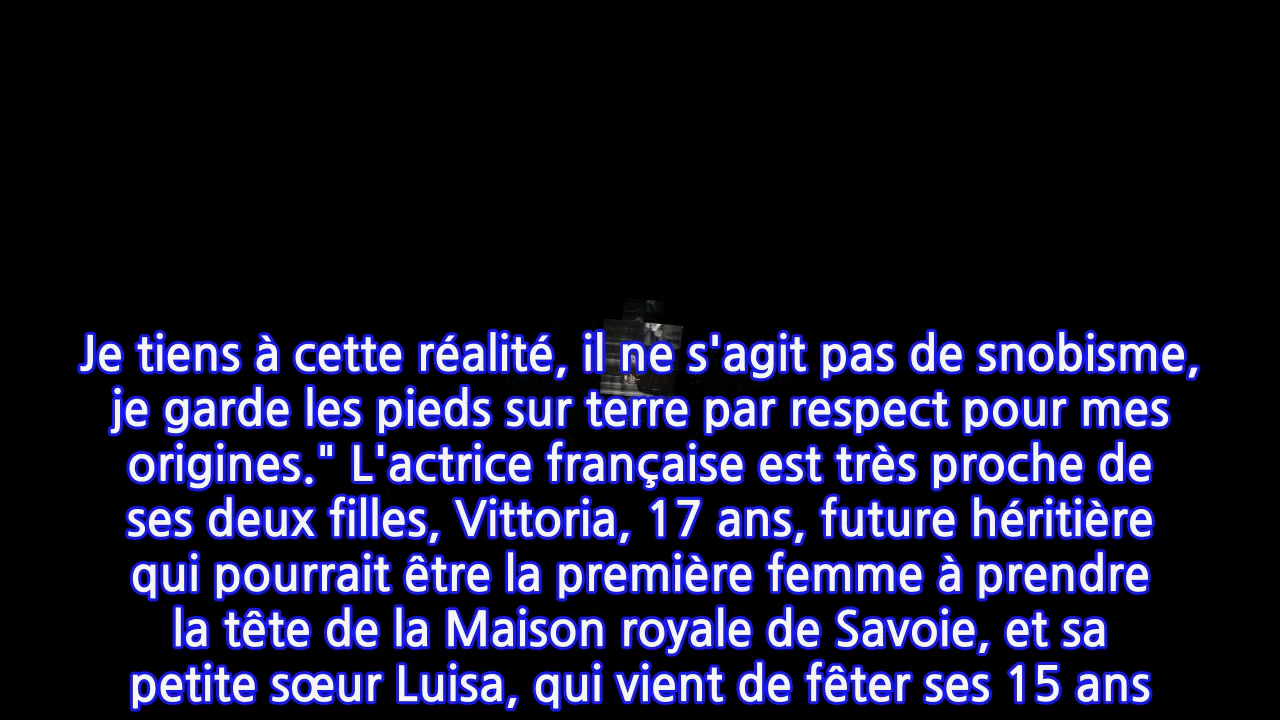 Je tiens à cette réalité, il ne s'agit pas de snobisme,
je garde les pieds sur terre par respect pour mes
origines." L'actrice française est très proche de
ses deux filles, Vittoria, 17 ans, future héritière
qui pourrait être la première femme à prendre
la tête de la Maison royale de Savoie, et sa
petite sœur Luisa, qui vient de fêter ses 15 ans